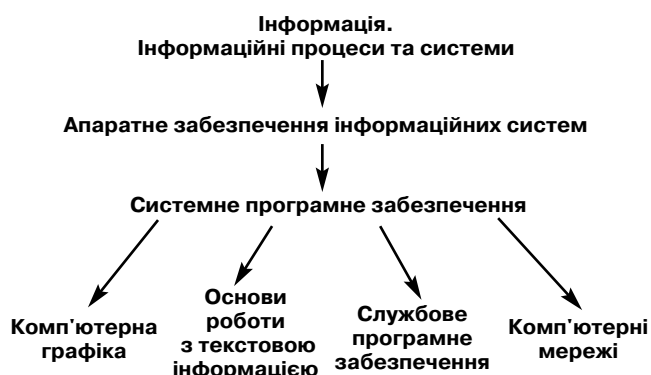 Інформація.
Інформаційні процеси та системи
Апаратне забезпечення інформаційних систем
Системне програмне забезпечення
Комп'ютерна
графіка
Основи
роботи
з текстовою
інформацією
Службове
програмне
забезпечення
Комп'ютерні
мережі